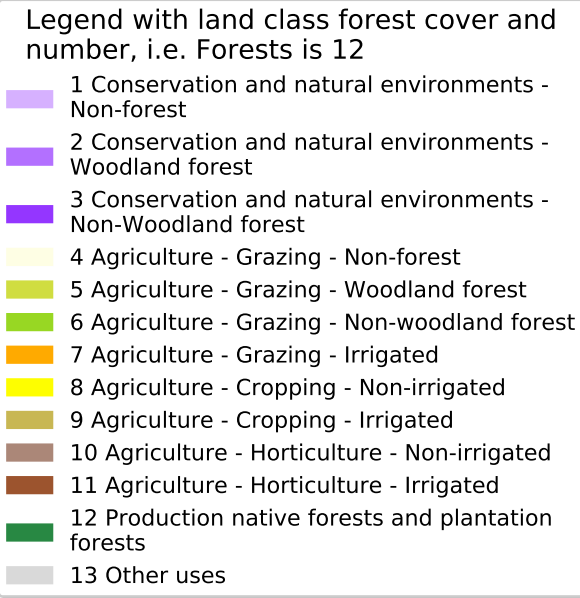 Legend with land class forest cover and
number, i.e. Forests is 12
1 Conservation and natural environments -
Non-forest
2 Conservation and natural environments -
Woodland forest
3 Conservation and natural environments -
Non-Woodland forest
4 Agriculture - Grazing - Non-forest
5 Agriculture - Grazing - Woodland forest
6 Agriculture - Grazing - Non-woodland forest
7 Agriculture - Grazing - Irrigated
8 Agriculture - Cropping - Non-irrigated
9 Agriculture - Cropping - Irrigated
10 Agriculture - Horticulture - Non-irrigated
11 Agriculture - Horticulture - Irrigated
12 Production native forests and plantation
forests
13 Other uses